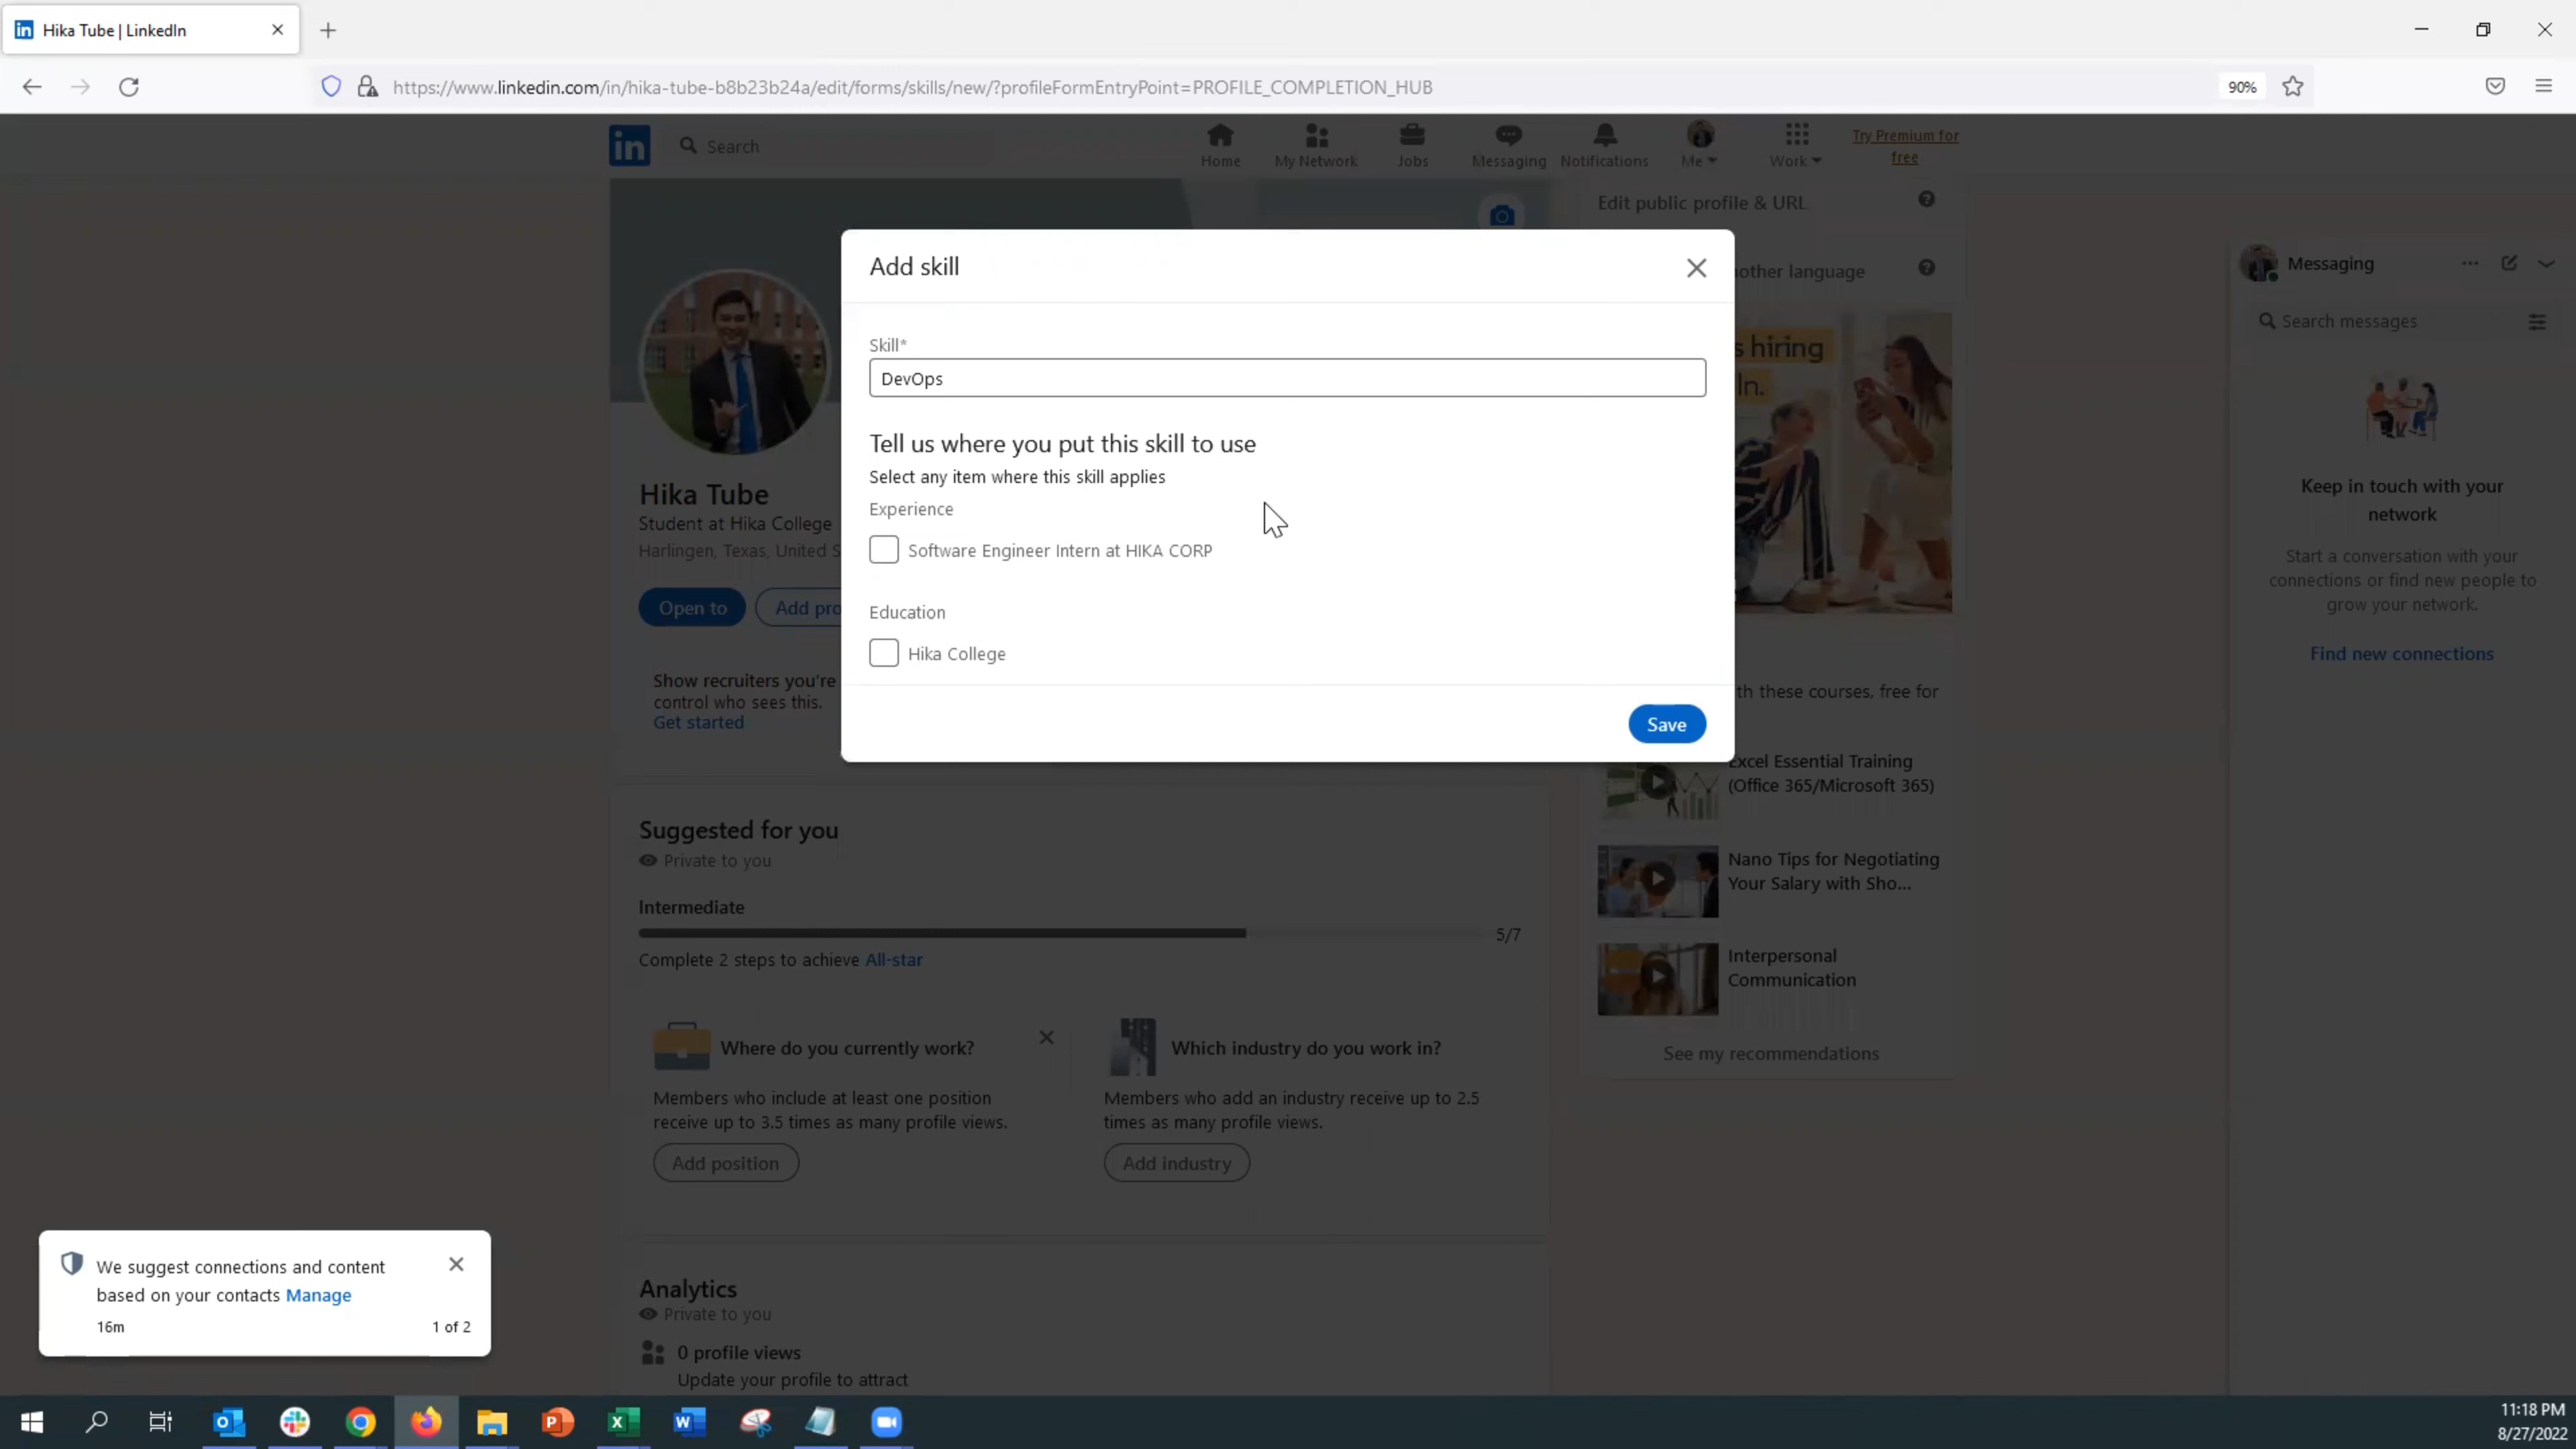 Hika Tube | LinkedIn
https://www.linkedin.com/in/hika-tube-b8b23b24a/edit/forms/skills/new/?profileFormEntryPoint=PROFILE_COMPLETION_HUB
90%
in
Search
Home
My Network
Jobs
Messaging
Notifications
Me
Work
Try Premium for
free
Edit public profile & URL
other language
Add skill
Skill*
DevOps
Tell us where you put this skill to use
Select any item where this skill applies
Experience
Software Engineer Intern at HIKA CORP
Education
Hika College
Save
Hika Tube
Student at Hika College
Harlingen, Texas, United S
Open to
Add pro
Show recruiters you're
control who sees this.
Get started
s hiring
In.
th these courses, free for
Excel Essential Training
(Office 365/Microsoft 365)
Nano Tips for Negotiating
Your Salary with Sho...
Interpersonal
Communication
See my recommendations
Messaging
Search messages
Keep in touch with your
network
Start a conversation with your
connections or find new people to
grow your network.
Find new connections
Suggested for you
Private to you
Intermediate
5/7
Complete 2 steps to achieve All-star
Where do you currently work?
Members who include at least one position
receive up to 3.5 times as many profile views.
Add position
Which industry do you work in?
Members who add an industry receive up to 2.5
times as many profile views.
Add industry
Analytics
Private to you
0 profile views
Update your profile to attract
We suggest connections and content
based on your contacts Manage
16m
1 of 2
11:18 PM
8/27/2022